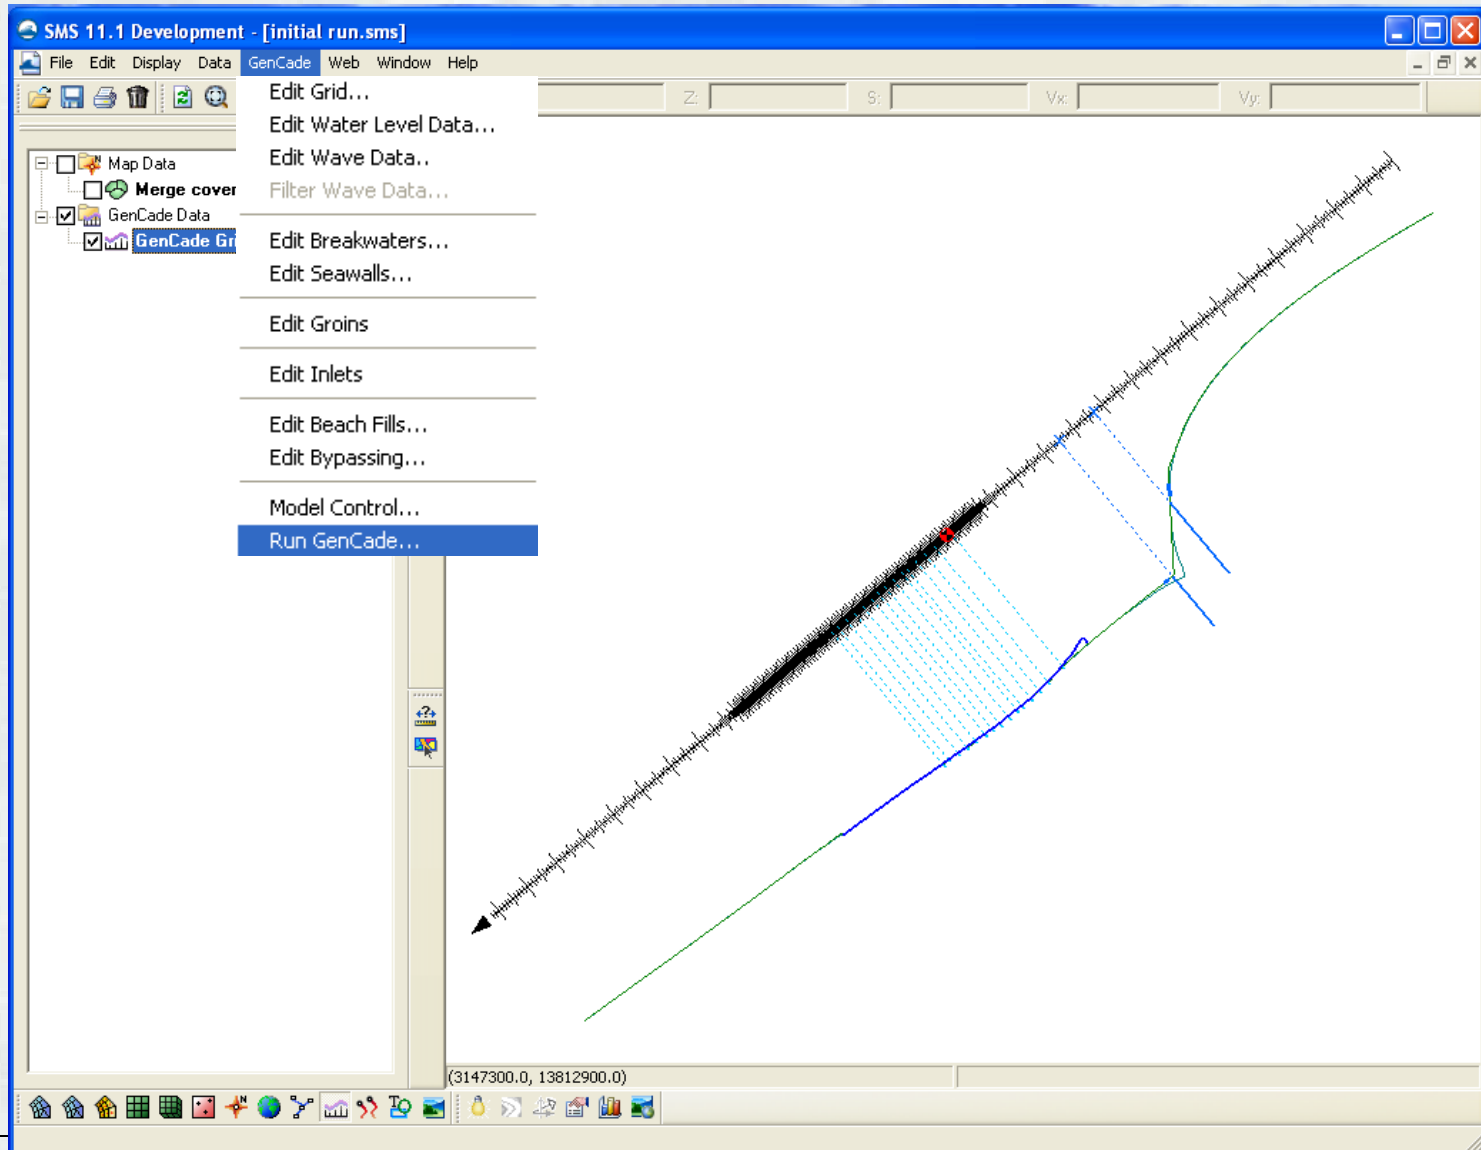 SMS 11.1 Development - [initial run.sms]
File Edit Display Data GenCade Web Window Help
Z: S: Vx: Vy:
Edit Grid...
Edit Water Level Data...
Edit Wave Data..
Filter Wave Data...
Edit Breakwaters...
Edit Seawalls...
Edit Groins
Edit Inlets
Edit Beach Fills...
Edit Bypassing...
Model Control...
Run GenCade...
Map Data
Merge cover
GenCade Data
GenCade Gri
(3147300.0, 13812900.0)